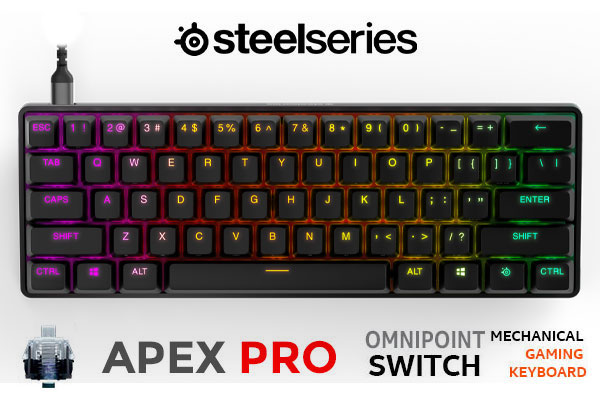 steelseries
ESC 1 ! 2 @ 3 # 4 $ 5 % 6 ^ 7 & 8 * 9 ( 0 ) - _ = + ←
TAB Q W E R T Y U I O P [ { ] } \ |
CAPS A S D F G H J K L ; : ' " ENTER
SHIFT Z X C V B N M , < . > / ? SHIFT
CTRL ALT ALT CTRL
APEX PRO
OMNIPOINT
SWITCH
MECHANICAL
GAMING
KEYBOARD